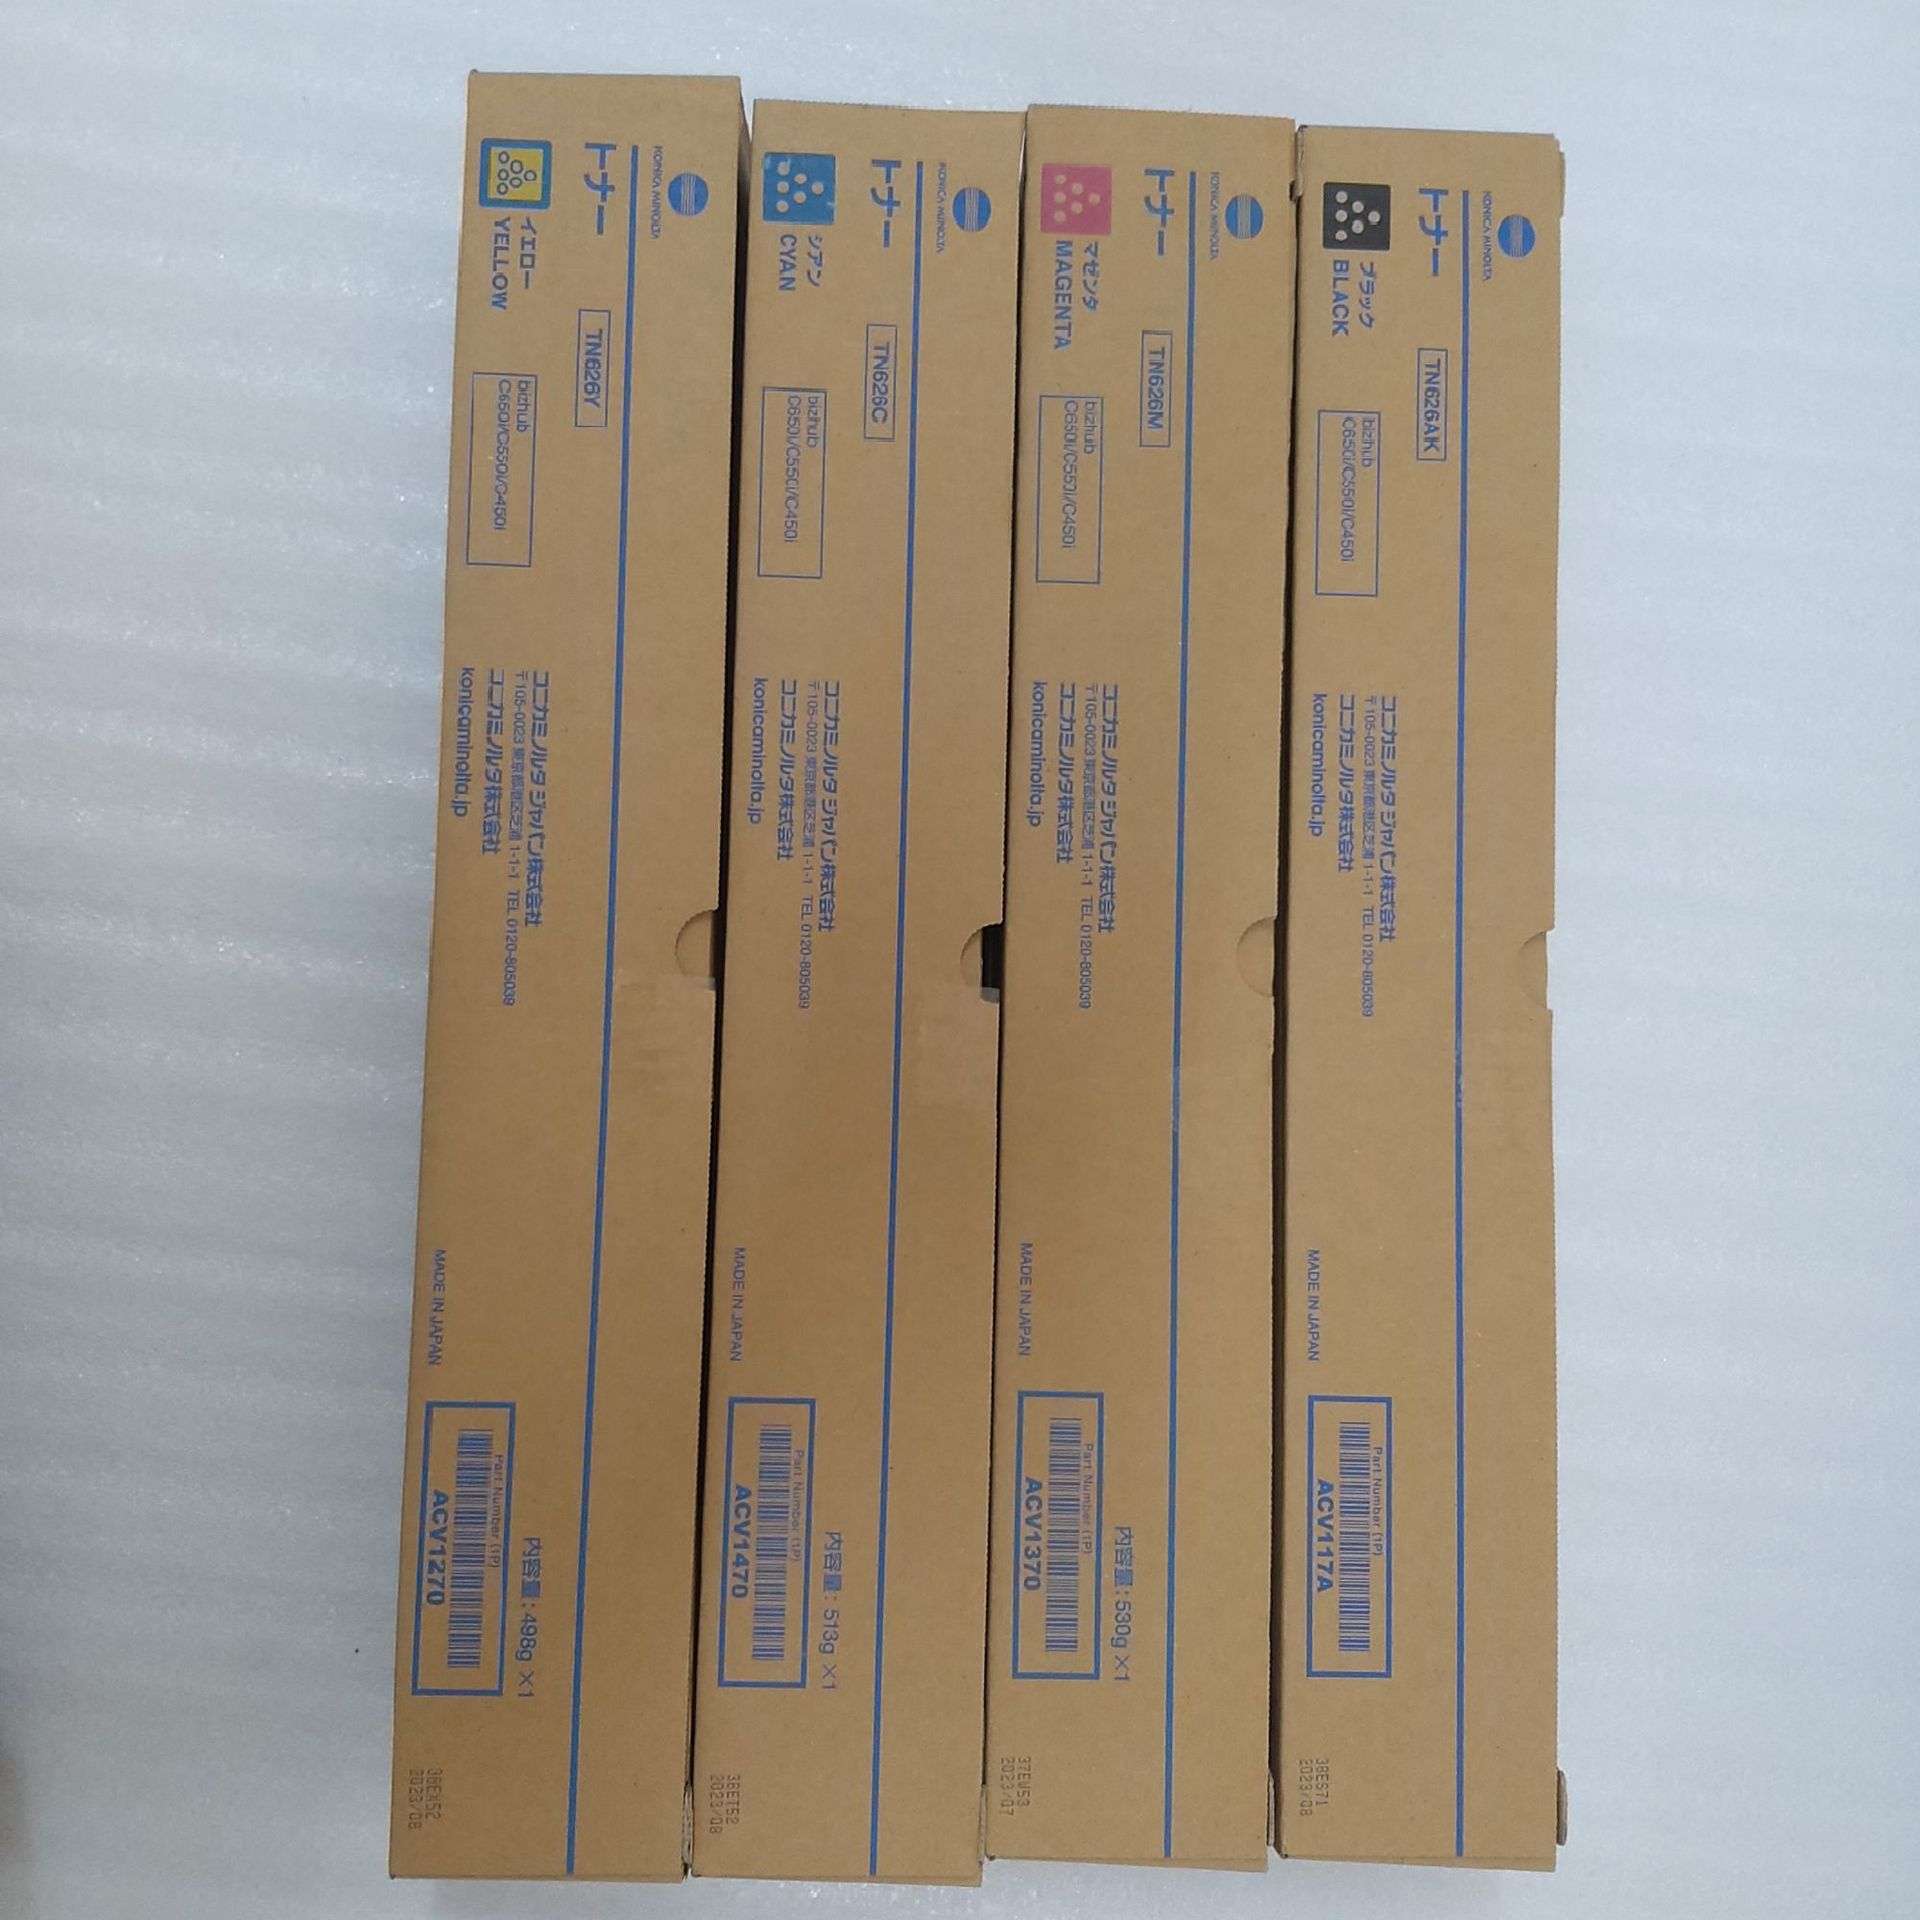 KONICA MINOLTA
トナー
TN626Y
イエロー
YELLOW
bizhub
C650i/C550i/C450i
コニカミノルタ ジャパン株式会社
〒105-0023 東京都港区芝浦 1-1-1 TEL 0120-805039
コニカミノルタ株式会社
konicaminolta.jp
MADE IN JAPAN
内容量：498g ×1
Part Number (1P)
ACV1270
2023/08
KONICA MINOLTA
トナー
TN626C
シアン
CYAN
bizhub
C650i/C550i/C450i
コニカミノルタ ジャパン株式会社
〒105-0023 東京都港区芝浦 1-1-1 TEL 0120-805039
コニカミノルタ株式会社
konicaminolta.jp
MADE IN JAPAN
内容量：513g ×1
Part Number (1P)
ACV1470
38ET52
2023/08
KONICA MINOLTA
トナー
TN626M
マゼンタ
MAGENTA
bizhub
C650i/C550i/C450i
コニカミノルタ ジャパン株式会社
〒105-0023 東京都港区芝浦 1-1-1 TEL 0120-805039
コニカミノルタ株式会社
konicaminolta.jp
MADE IN JAPAN
内容量：530g ×1
Part Number (1P)
ACV1370
37EW53
2023/07
KONICA MINOLTA
トナー
TN626AK
ブラック
BLACK
bizhub
C650i/C550i/C450i
コニカミノルタ ジャパン株式会社
〒105-0023 東京都港区芝浦 1-1-1 TEL 0120-805039
コニカミノルタ株式会社
konicaminolta.jp
MADE IN JAPAN
Part Number (1P)
ACV117A
38ES71
2023/08